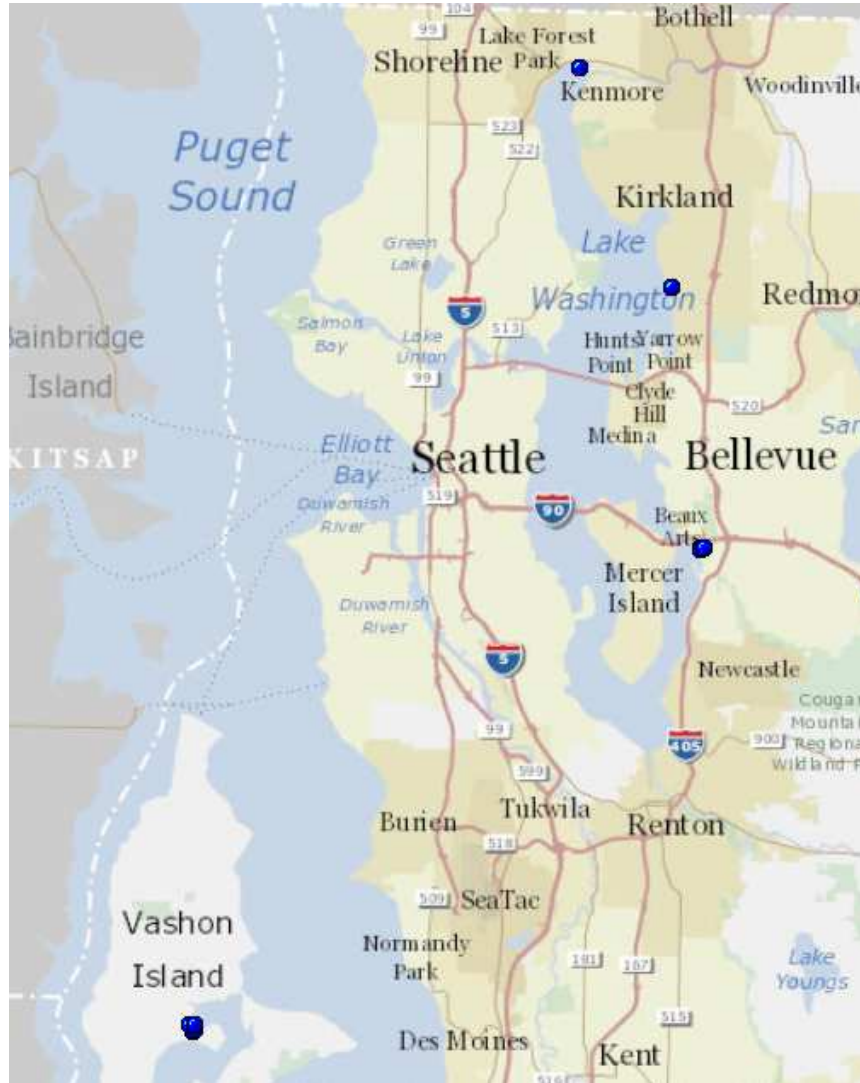 104
99
Lake Forest
Park
Bothell
Shoreline
Kenmore
Woodinville
523
522
Puget
Sound
Kirkland
Green
Lake
Lake
Washington
Redmo
5
Salmon
Bay
513
Lake
Union
Hunts
Point
Yarrow
Point
Bainbridge
Island
99
Clyde
Hill
520
Medina
Sam
Elliott
Bay
Seattle
Bellevue
KITSAP
519
Duwamish
River
90
Beaux
Arts
Mercer
Island
Duwamish
River
5
Newcastle
Couga
Mounta
Regiona
Wildland P
99
405
900
599
Tukwila
Burien
Renton
518
509
SeaTac
Vashon
Island
Normandy
Park
181
167
Lake
Youngs
515
Des Moines
Kent
516